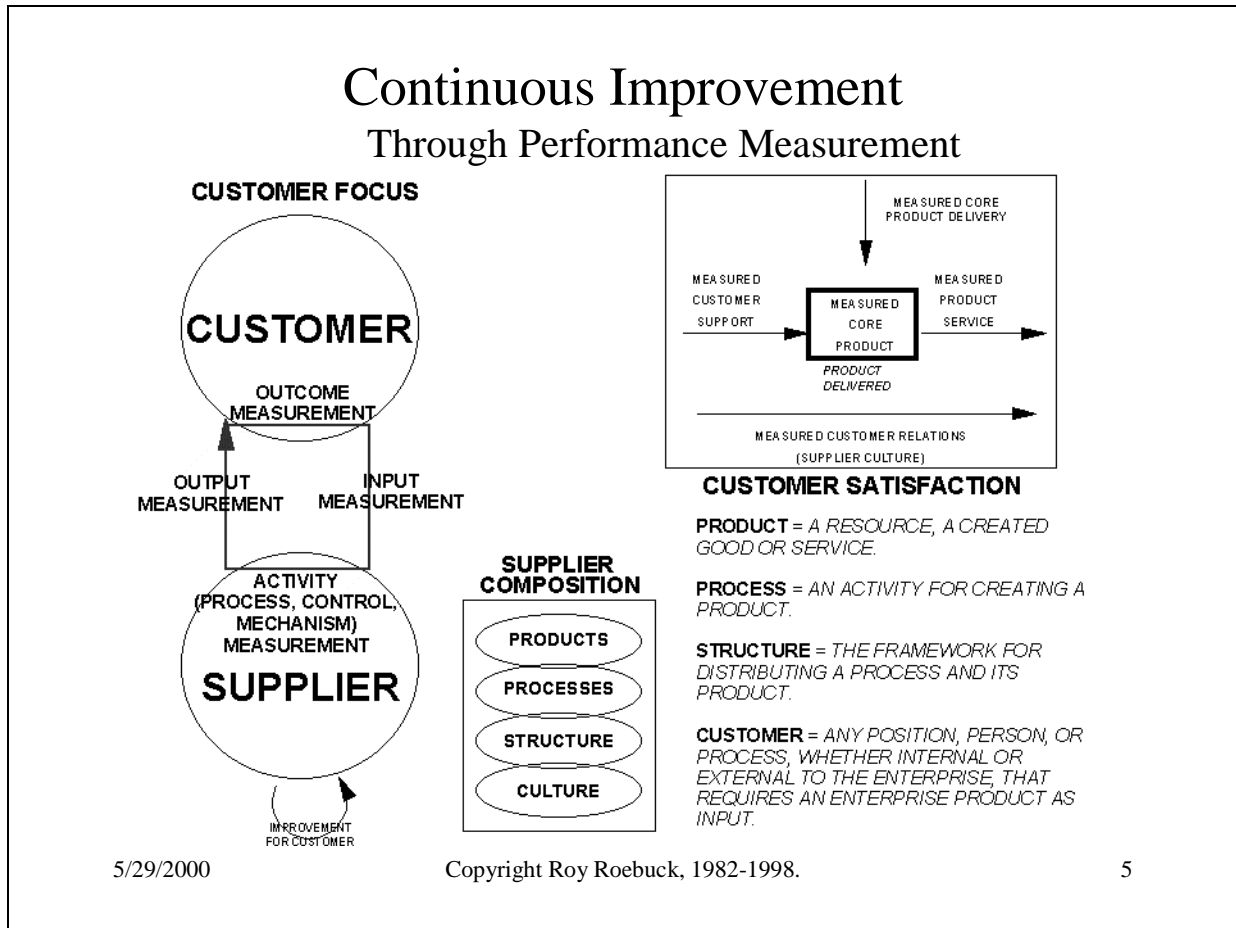 Continuous Improvement
Through Performance Measurement
CUSTOMER FOCUS
CUSTOMER
OUTCOME
MEASUREMENT
OUTPUT
MEASUREMENT
INPUT
MEASUREMENT
ACTIVITY
(PROCESS, CONTROL,
MECHANISM)
MEASUREMENT
SUPPLIER
IMPROVEMENT
FOR CUSTOMER
SUPPLIER
COMPOSITION
PRODUCTS
PROCESSES
STRUCTURE
CULTURE
MEASURED CORE
PRODUCT DELIVERY
MEASURED
CUSTOMER
SUPPORT
MEASURED
CORE
PRODUCT
MEASURED
PRODUCT
SERVICE
PRODUCT
DELIVERED
MEASURED CUSTOMER RELATIONS
(SUPPLIER CULTURE)
CUSTOMER SATISFACTION
PRODUCT = A RESOURCE, A CREATED
GOOD OR SERVICE.
PROCESS = AN ACTIVITY FOR CREATING A
PRODUCT.
STRUCTURE = THE FRAMEWORK FOR
DISTRIBUTING A PROCESS AND ITS
PRODUCT.
CUSTOMER = ANY POSITION, PERSON, OR
PROCESS, WHETHER INTERNAL OR
EXTERNAL TO THE ENTERPRISE, THAT
REQUIRES AN ENTERPRISE PRODUCT AS
INPUT.
5/29/2000
Copyright Roy Roebuck, 1982-1998.
5